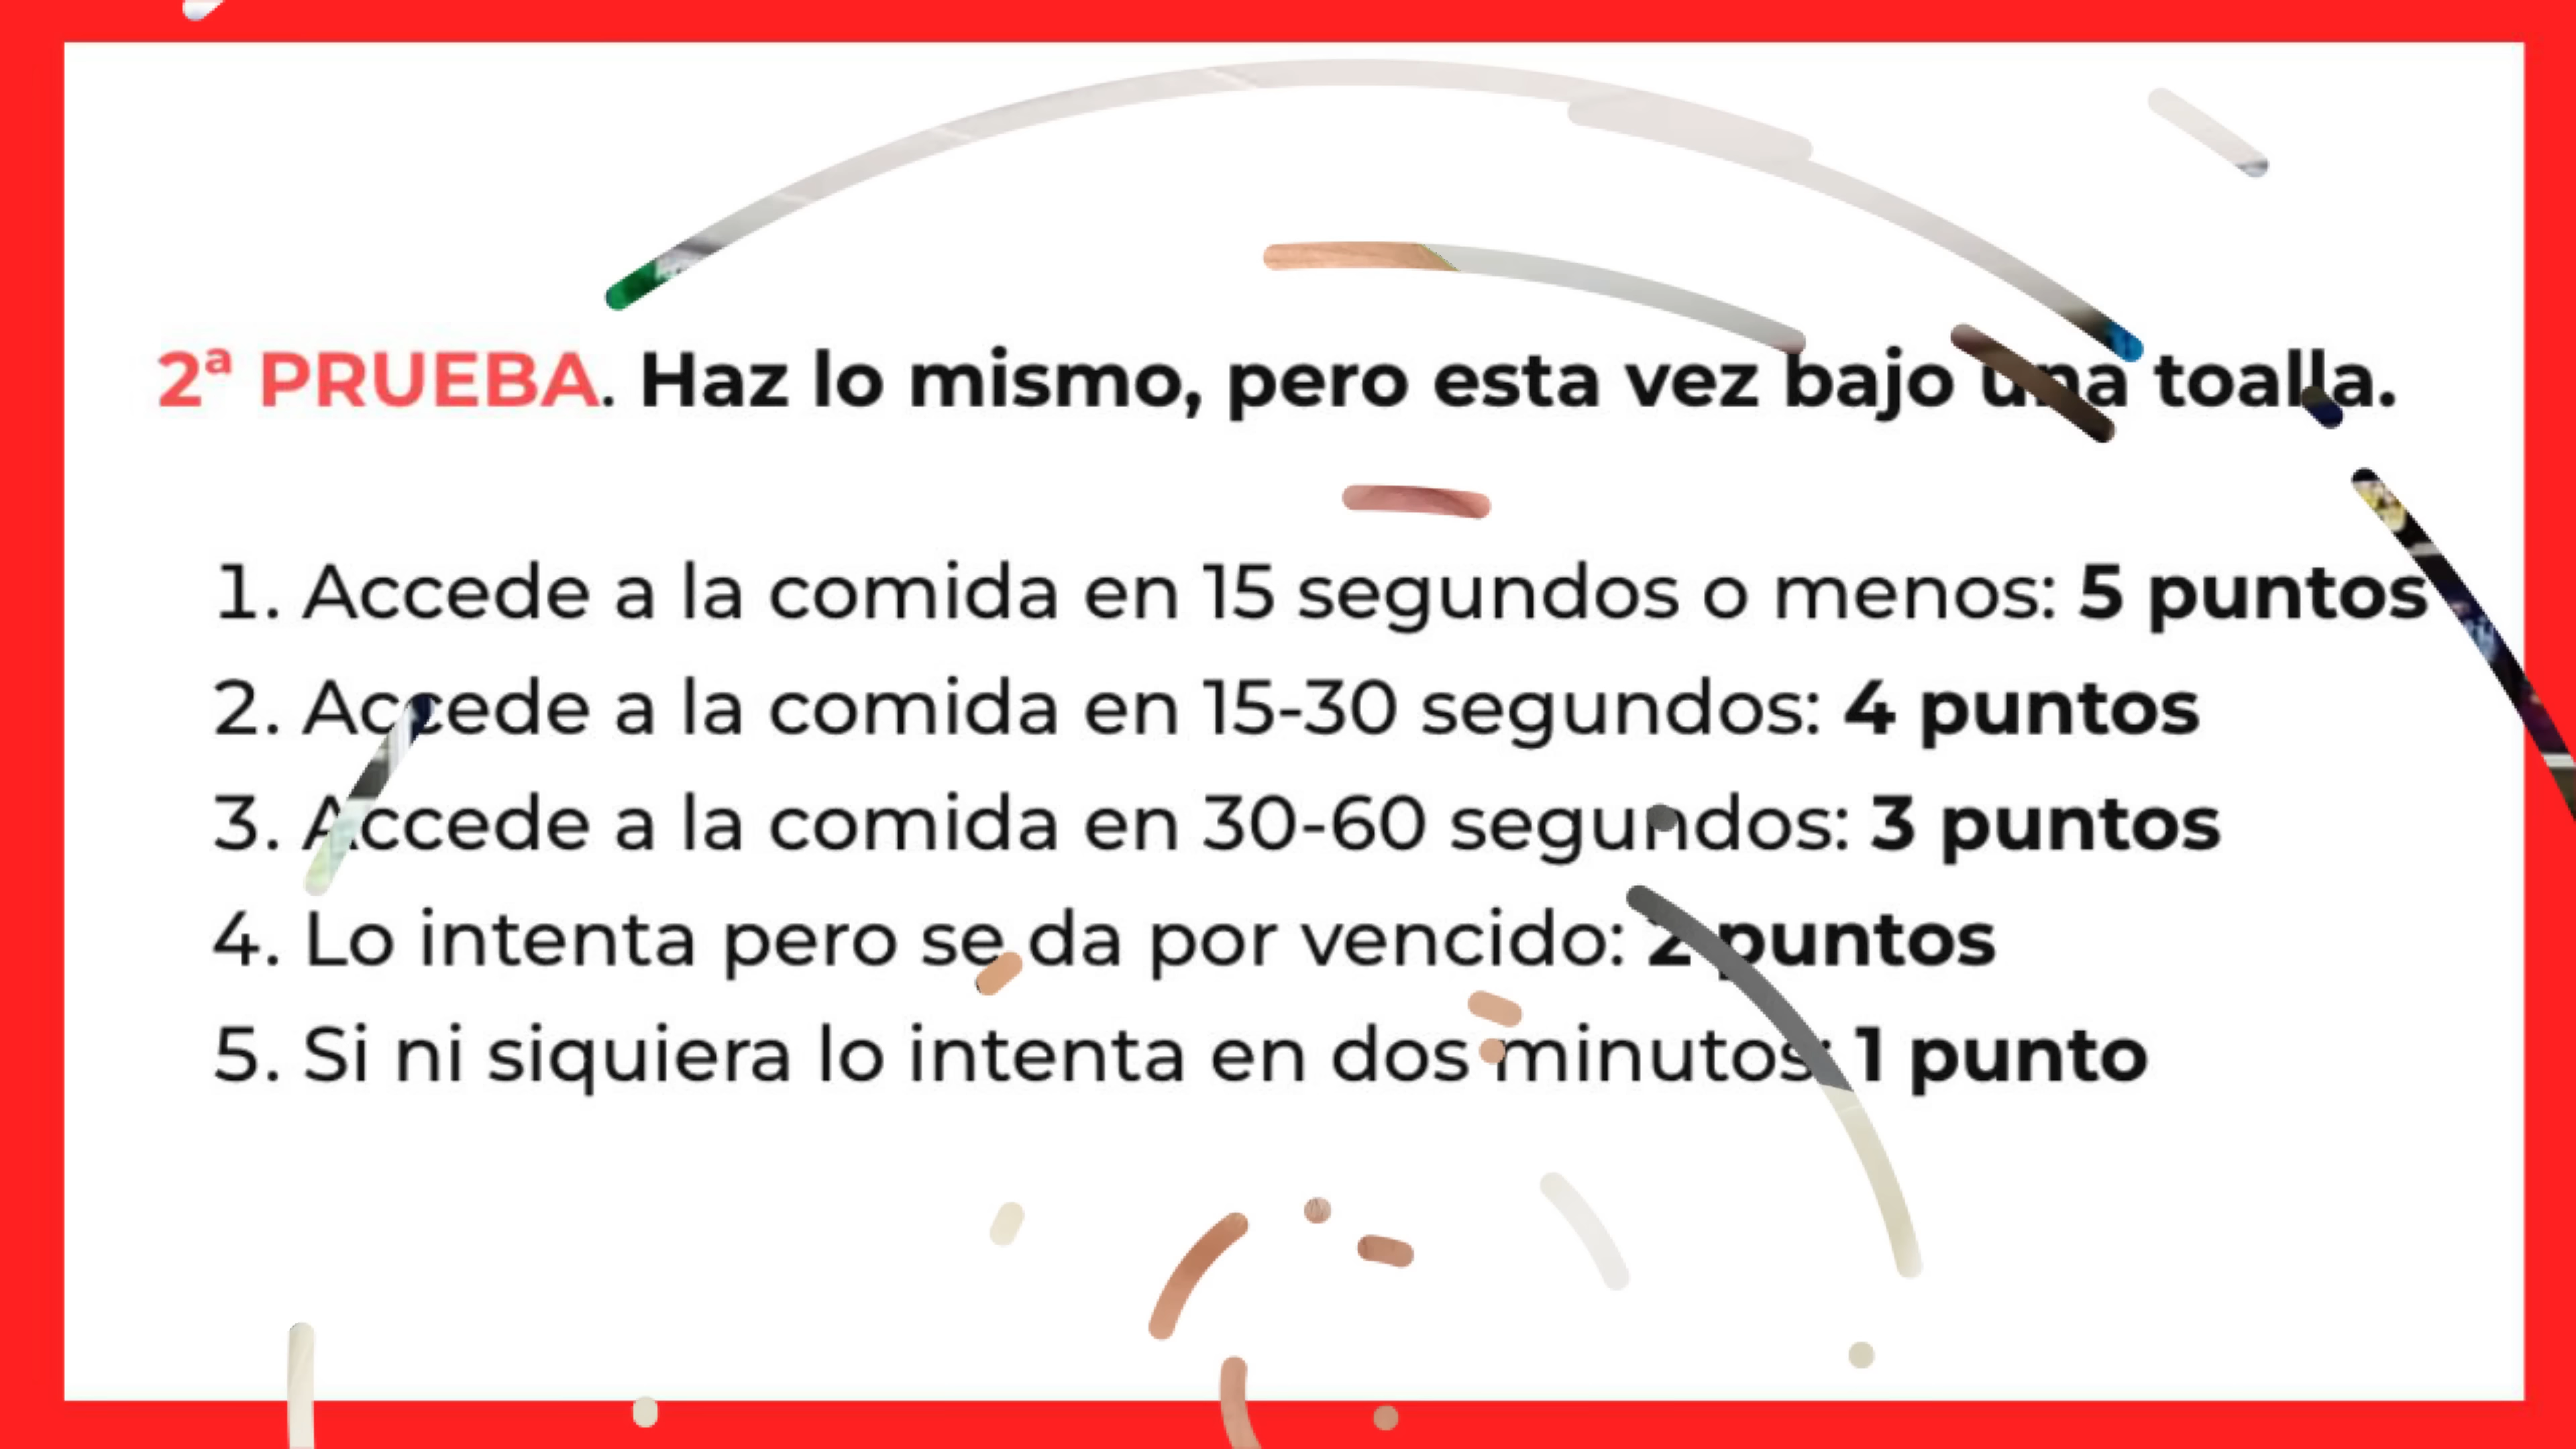 2ª PRUEBA. Haz lo mismo, pero esta vez bajo una toalla.
1. Accede a la comida en 15 segundos o menos: 5 puntos
2. Accede a la comida en 15-30 segundos: 4 puntos
3. Accede a la comida en 30-60 segundos: 3 puntos
4. Lo intenta pero se da por vencido: 2 puntos
5. Si ni siquiera lo intenta en dos minutos: 1 punto